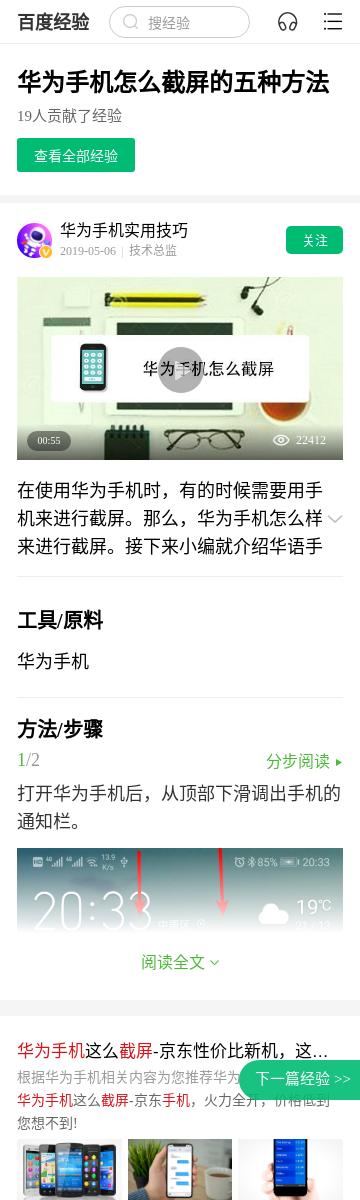 百度经验
搜经验
华为手机怎么截屏的五种方法
19人贡献了经验
查看全部经验
华为手机实用技巧
2019-05-06 | 技术总监
关注
华为手机怎么截屏
00:55
22412
在使用华为手机时，有的时候需要用手
机来进行截屏。那么，华为手机怎么样
来进行截屏。接下来小编就介绍华语手
工具/原料
华为手机
方法/步骤
1/2
分步阅读
打开华为手机后，从顶部下滑调出手机的
通知栏。
HD 46 46 13.9 K/s 85% 20:33
20:33
19℃
阅读全文
华为手机这么截屏-京东性价比新机，这...
根据华为手机相关内容为您推荐华为
下一篇经验 >>
华为手机这么截屏-京东手机，火力全开，价格低到
您想不到!